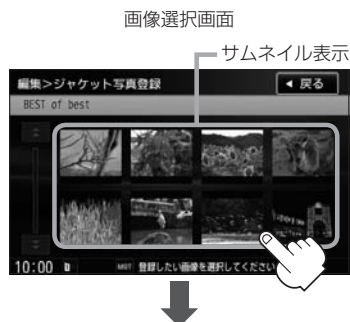 画像選択画面
サムネイル表示
編集>ジャケット写真登録
◀ 戻る
BEST of best
10:00
MST 登録したい画像を選択してください